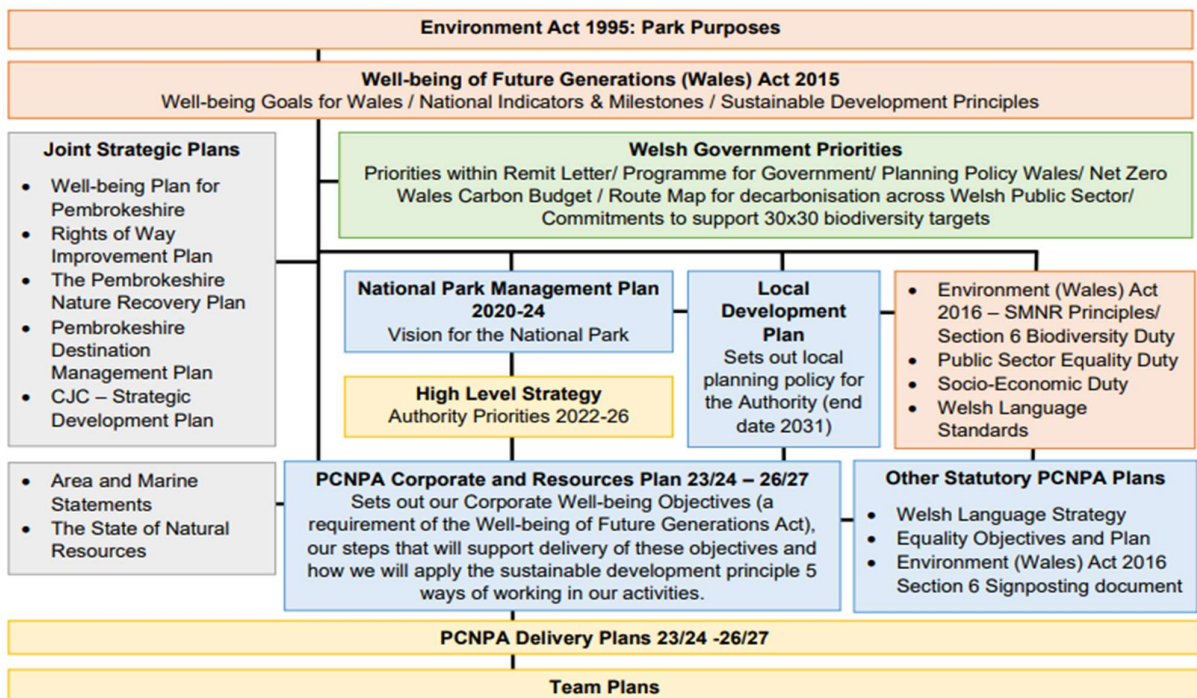 Environment Act 1995: Park Purposes
Well-being of Future Generations (Wales) Act 2015
Well-being Goals for Wales / National Indicators & Milestones / Sustainable Development Principles
Joint Strategic Plans
• Well-being Plan for
Pembrokeshire
• Rights of Way
Improvement Plan
• The Pembrokeshire
Nature Recovery Plan
• Pembrokeshire
Destination
Management Plan
• CJC – Strategic
Development Plan
Welsh Government Priorities
Priorities within Remit Letter/ Programme for Government/ Planning Policy Wales/ Net Zero
Wales Carbon Budget / Route Map for decarbonisation across Welsh Public Sector/
Commitments to support 30x30 biodiversity targets
National Park Management Plan
2020-24
Vision for the National Park
Local
Development
Plan
Sets out local
planning policy for
the Authority (end
date 2031)
• Environment (Wales) Act
2016 – SMNR Principles/
Section 6 Biodiversity Duty
• Public Sector Equality Duty
• Socio-Economic Duty
• Welsh Language
Standards
High Level Strategy
Authority Priorities 2022-26
• Area and Marine
Statements
• The State of Natural
Resources
PCNPA Corporate and Resources Plan 23/24 – 26/27
Sets out our Corporate Well-being Objectives (a
requirement of the Well-being of Future Generations Act),
our steps that will support delivery of these objectives and
how we will apply the sustainable development principle 5
ways of working in our activities.
Other Statutory PCNPA Plans
• Welsh Language Strategy
• Equality Objectives and Plan
• Environment (Wales) Act 2016
Section 6 Signposting document
PCNPA Delivery Plans 23/24 -26/27
Team Plans